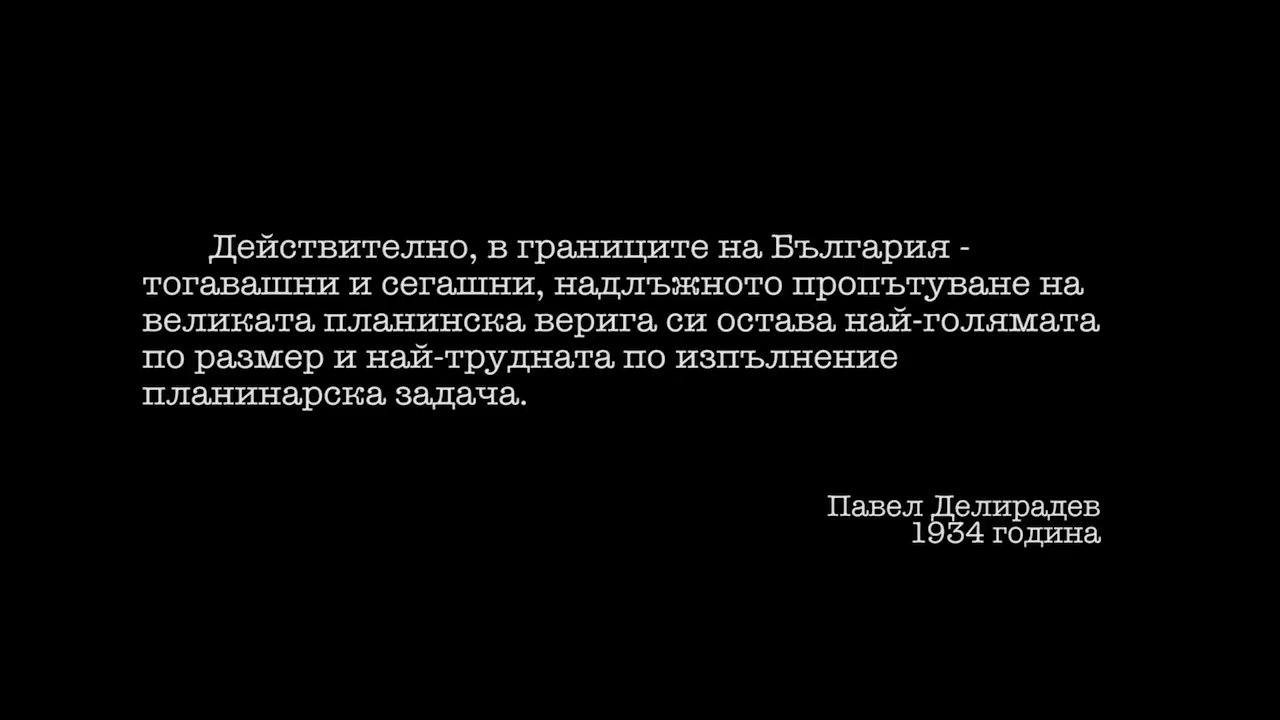 Действително, в границите на България -
тогавашни и сегашни, надлъжното пропътуване на
великата планинска верига си остава най-голямата
по размер и най-трудната по изпълнение
планинарска задача.
Павел Делирадев
1934 година